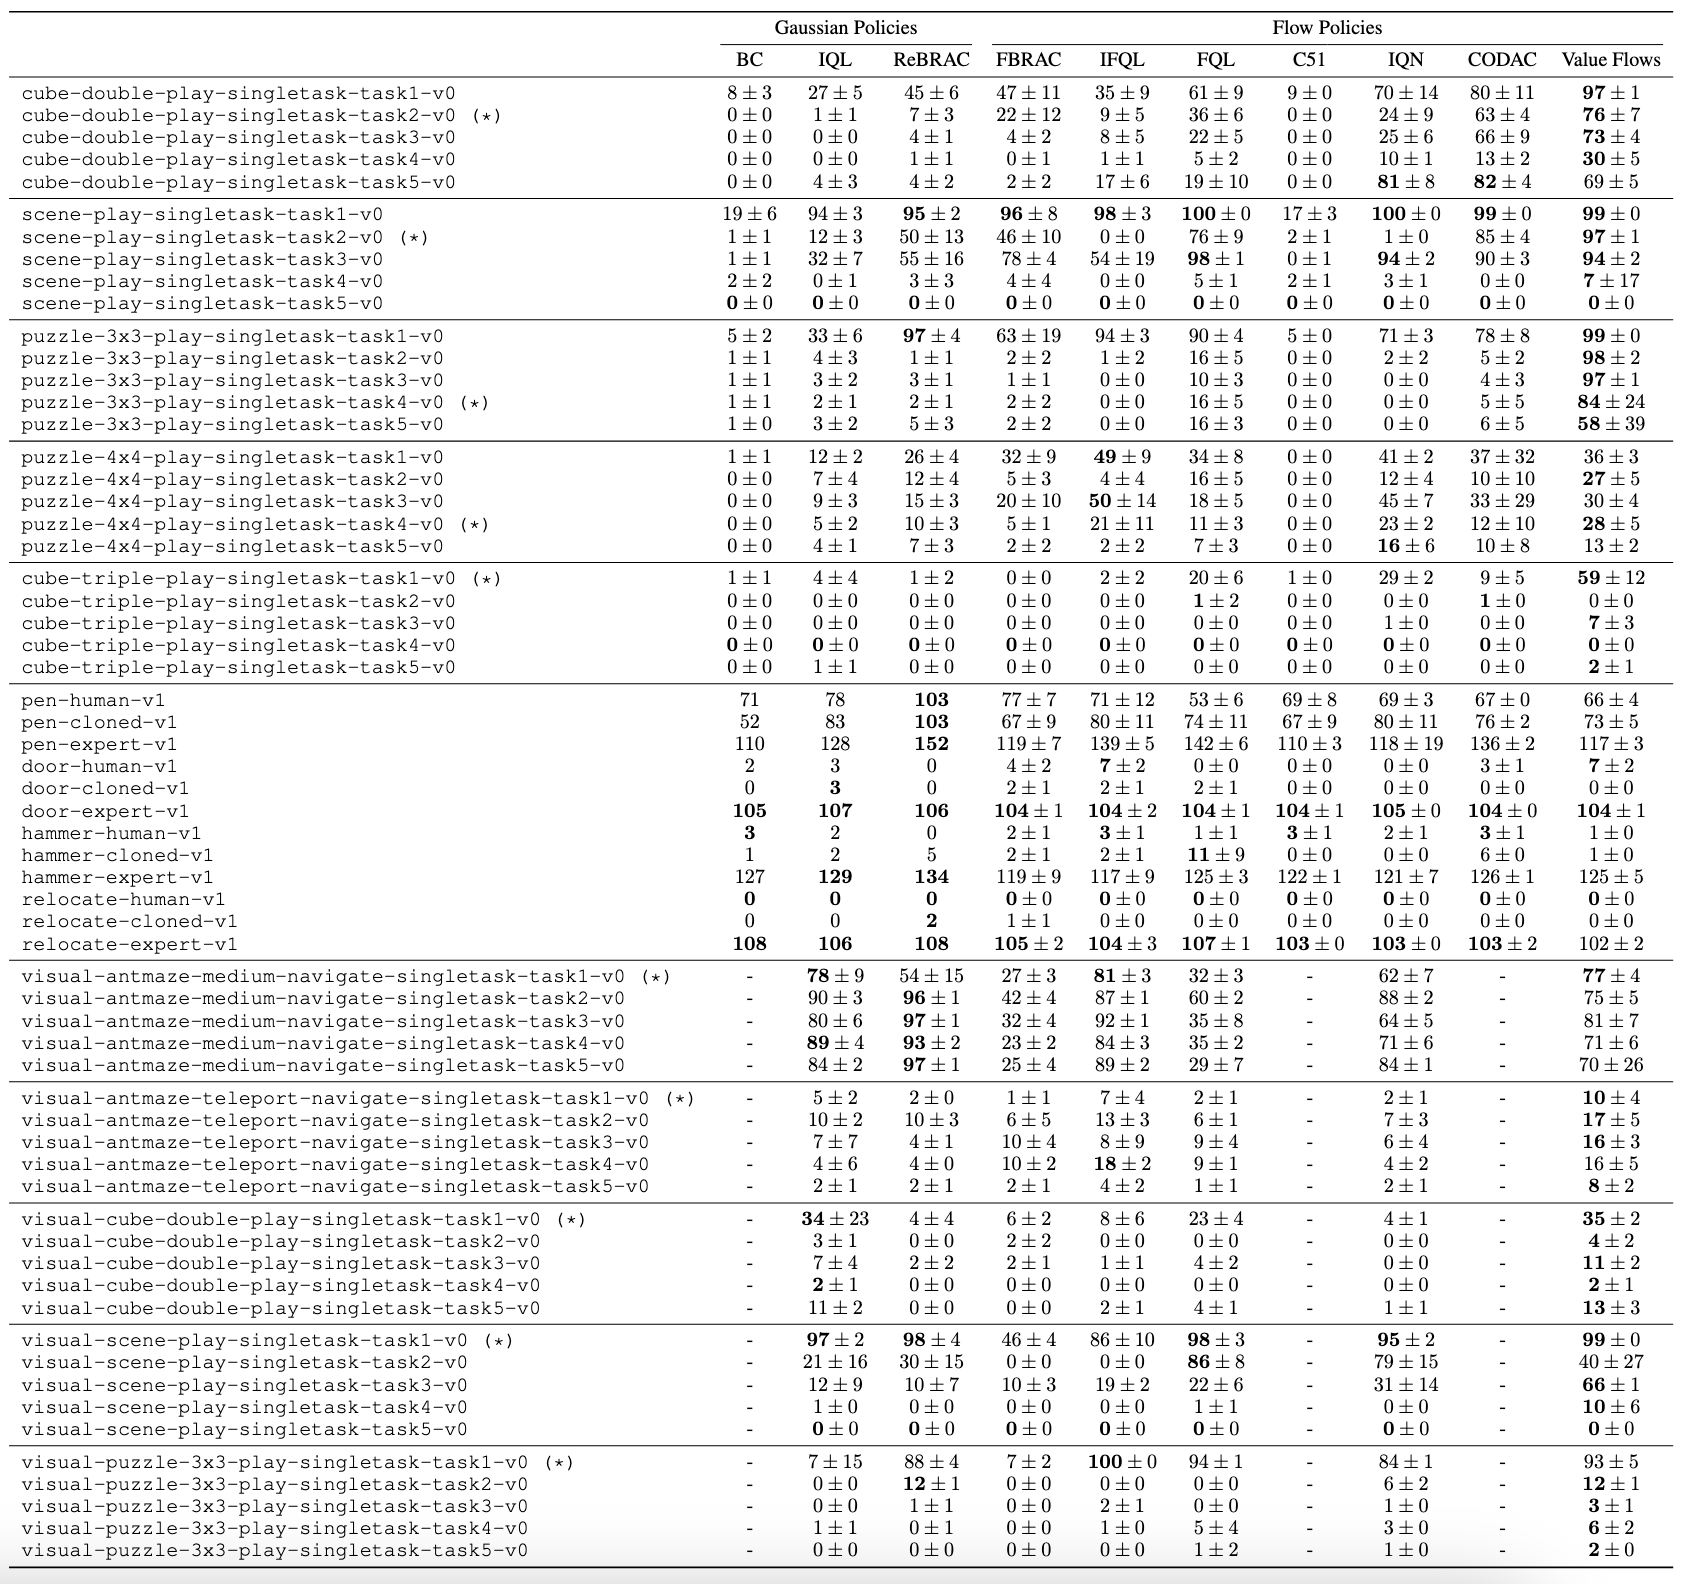 Gaussian Policies Flow Policies
BC IQL ReBRAC FBRAC IFQL FQL C51 IQN CODAC Value Flows
cube-double-play-singletask-task1-v0 8 ± 3 27 ± 5 45 ± 6 47 ± 11 35 ± 9 61 ± 9 9 ± 0 70 ± 14 80 ± 11 97 ± 1
cube-double-play-singletask-task2-v0 (*) 0 ± 0 1 ± 1 7 ± 3 22 ± 12 9 ± 5 36 ± 6 0 ± 0 24 ± 9 63 ± 4 76 ± 7
cube-double-play-singletask-task3-v0 0 ± 0 0 ± 0 4 ± 1 4 ± 2 8 ± 5 22 ± 5 0 ± 0 25 ± 6 66 ± 9 73 ± 4
cube-double-play-singletask-task4-v0 0 ± 0 0 ± 0 1 ± 1 0 ± 1 1 ± 1 5 ± 2 0 ± 0 10 ± 1 13 ± 2 30 ± 5
cube-double-play-singletask-task5-v0 0 ± 0 4 ± 3 4 ± 2 2 ± 2 17 ± 6 19 ± 10 0 ± 0 81 ± 8 82 ± 4 69 ± 5
scene-play-singletask-task1-v0 19 ± 6 94 ± 3 95 ± 2 96 ± 8 98 ± 3 100 ± 0 17 ± 3 100 ± 0 99 ± 0 99 ± 0
scene-play-singletask-task2-v0 (*) 1 ± 1 12 ± 3 50 ± 13 46 ± 10 0 ± 0 76 ± 9 2 ± 1 1 ± 0 85 ± 4 97 ± 1
scene-play-singletask-task3-v0 1 ± 1 32 ± 7 55 ± 16 78 ± 4 54 ± 19 98 ± 1 0 ± 1 94 ± 2 90 ± 3 94 ± 2
scene-play-singletask-task4-v0 2 ± 2 0 ± 1 3 ± 3 4 ± 4 0 ± 0 5 ± 1 2 ± 1 3 ± 1 0 ± 0 7 ± 17
scene-play-singletask-task5-v0 0 ± 0 0 ± 0 0 ± 0 0 ± 0 0 ± 0 0 ± 0 0 ± 0 0 ± 0 0 ± 0 0 ± 0
puzzle-3x3-play-singletask-task1-v0 5 ± 2 33 ± 6 97 ± 4 63 ± 19 94 ± 3 90 ± 4 5 ± 0 71 ± 3 78 ± 8 99 ± 0
puzzle-3x3-play-singletask-task2-v0 1 ± 1 4 ± 3 1 ± 1 2 ± 2 1 ± 2 16 ± 5 0 ± 0 2 ± 2 5 ± 2 98 ± 2
puzzle-3x3-play-singletask-task3-v0 1 ± 1 3 ± 2 3 ± 1 1 ± 1 0 ± 0 10 ± 3 0 ± 0 0 ± 0 4 ± 3 97 ± 1
puzzle-3x3-play-singletask-task4-v0 (*) 1 ± 1 2 ± 1 2 ± 1 2 ± 2 0 ± 0 16 ± 5 0 ± 0 0 ± 0 5 ± 5 84 ± 24
puzzle-3x3-play-singletask-task5-v0 1 ± 0 3 ± 2 5 ± 3 2 ± 2 0 ± 0 16 ± 3 0 ± 0 0 ± 0 6 ± 5 58 ± 39
puzzle-4x4-play-singletask-task1-v0 1 ± 1 12 ± 2 26 ± 4 32 ± 9 49 ± 9 34 ± 8 0 ± 0 41 ± 2 37 ± 32 36 ± 3
puzzle-4x4-play-singletask-task2-v0 0 ± 0 7 ± 4 12 ± 4 5 ± 3 4 ± 4 16 ± 5 0 ± 0 12 ± 4 10 ± 10 27 ± 5
puzzle-4x4-play-singletask-task3-v0 0 ± 0 9 ± 3 15 ± 3 20 ± 10 50 ± 14 18 ± 5 0 ± 0 45 ± 7 33 ± 29 30 ± 4
puzzle-4x4-play-singletask-task4-v0 (*) 0 ± 0 5 ± 2 10 ± 3 5 ± 1 21 ± 11 11 ± 3 0 ± 0 23 ± 2 12 ± 10 28 ± 5
puzzle-4x4-play-singletask-task5-v0 0 ± 0 4 ± 1 7 ± 3 2 ± 2 2 ± 2 7 ± 3 0 ± 0 16 ± 6 10 ± 8 13 ± 2
cube-triple-play-singletask-task1-v0 (*) 1 ± 1 4 ± 4 1 ± 2 0 ± 0 2 ± 2 20 ± 6 1 ± 0 29 ± 2 9 ± 5 59 ± 12
cube-triple-play-singletask-task2-v0 0 ± 0 0 ± 0 0 ± 0 0 ± 0 0 ± 0 1 ± 2 0 ± 0 0 ± 0 1 ± 0 0 ± 0
cube-triple-play-singletask-task3-v0 0 ± 0 0 ± 0 0 ± 0 0 ± 0 0 ± 0 0 ± 0 0 ± 0 1 ± 0 0 ± 0 7 ± 3
cube-triple-play-singletask-task4-v0 0 ± 0 0 ± 0 0 ± 0 0 ± 0 0 ± 0 0 ± 0 0 ± 0 0 ± 0 0 ± 0 0 ± 0
cube-triple-play-singletask-task5-v0 0 ± 0 1 ± 1 0 ± 0 0 ± 0 0 ± 0 0 ± 0 0 ± 0 0 ± 0 0 ± 0 2 ± 1
pen-human-v1 71 78 103 77 ± 7 71 ± 12 53 ± 6 69 ± 8 69 ± 3 67 ± 0 66 ± 4
pen-cloned-v1 52 83 103 67 ± 9 80 ± 11 74 ± 11 67 ± 9 80 ± 11 76 ± 2 73 ± 5
pen-expert-v1 110 128 152 119 ± 7 139 ± 5 142 ± 6 110 ± 3 118 ± 19 136 ± 2 117 ± 3
door-human-v1 2 3 0 4 ± 2 7 ± 2 0 ± 0 0 ± 0 0 ± 0 3 ± 1 7 ± 2
door-cloned-v1 0 3 0 2 ± 1 2 ± 1 2 ± 1 0 ± 0 0 ± 0 0 ± 0 0 ± 0
door-expert-v1 105 107 106 104 ± 1 104 ± 2 104 ± 1 104 ± 1 105 ± 0 104 ± 0 104 ± 1
hammer-human-v1 3 2 0 2 ± 1 3 ± 1 1 ± 1 3 ± 1 2 ± 1 3 ± 1 1 ± 0
hammer-cloned-v1 1 2 5 2 ± 1 2 ± 1 11 ± 9 0 ± 0 0 ± 0 6 ± 0 1 ± 0
hammer-expert-v1 127 129 134 119 ± 9 117 ± 9 125 ± 3 122 ± 1 121 ± 7 126 ± 1 125 ± 5
relocate-human-v1 0 0 0 0 ± 0 0 ± 0 0 ± 0 0 ± 0 0 ± 0 0 ± 0 0 ± 0
relocate-cloned-v1 0 0 2 1 ± 1 0 ± 0 0 ± 0 0 ± 0 0 ± 0 0 ± 0 0 ± 0
relocate-expert-v1 108 106 108 105 ± 2 104 ± 3 107 ± 1 103 ± 0 103 ± 0 103 ± 2 102 ± 2
visual-antmaze-medium-navigate-singletask-task1-v0 (*) - 78 ± 9 54 ± 15 27 ± 3 81 ± 3 32 ± 3 - 62 ± 7 - 77 ± 4
visual-antmaze-medium-navigate-singletask-task2-v0 - 90 ± 3 96 ± 1 42 ± 4 87 ± 1 60 ± 2 - 88 ± 2 - 75 ± 5
visual-antmaze-medium-navigate-singletask-task3-v0 - 80 ± 6 97 ± 1 32 ± 4 92 ± 1 35 ± 8 - 64 ± 5 - 81 ± 7
visual-antmaze-medium-navigate-singletask-task4-v0 - 89 ± 4 93 ± 2 23 ± 2 84 ± 3 35 ± 2 - 71 ± 6 - 71 ± 6
visual-antmaze-medium-navigate-singletask-task5-v0 - 84 ± 2 97 ± 1 25 ± 4 89 ± 2 29 ± 7 - 84 ± 1 - 70 ± 26
visual-antmaze-teleport-navigate-singletask-task1-v0 (*) - 5 ± 2 2 ± 0 1 ± 1 7 ± 4 2 ± 1 - 2 ± 1 - 10 ± 4
visual-antmaze-teleport-navigate-singletask-task2-v0 - 10 ± 2 10 ± 3 6 ± 5 13 ± 3 6 ± 1 - 7 ± 3 - 17 ± 5
visual-antmaze-teleport-navigate-singletask-task3-v0 - 7 ± 7 4 ± 1 10 ± 4 8 ± 9 9 ± 4 - 6 ± 4 - 16 ± 3
visual-antmaze-teleport-navigate-singletask-task4-v0 - 4 ± 6 4 ± 0 10 ± 2 18 ± 2 9 ± 1 - 4 ± 2 - 16 ± 5
visual-antmaze-teleport-navigate-singletask-task5-v0 - 2 ± 1 2 ± 1 2 ± 1 4 ± 2 1 ± 1 - 2 ± 1 - 8 ± 2
visual-cube-double-play-singletask-task1-v0 (*) - 34 ± 23 4 ± 4 6 ± 2 8 ± 6 23 ± 4 - 4 ± 1 - 35 ± 2
visual-cube-double-play-singletask-task2-v0 - 3 ± 1 0 ± 0 2 ± 2 0 ± 0 0 ± 0 - 0 ± 0 - 4 ± 2
visual-cube-double-play-singletask-task3-v0 - 7 ± 4 2 ± 2 2 ± 1 1 ± 1 4 ± 2 - 0 ± 0 - 11 ± 2
visual-cube-double-play-singletask-task4-v0 - 2 ± 1 0 ± 0 0 ± 0 0 ± 0 0 ± 0 - 0 ± 0 - 2 ± 1
visual-cube-double-play-singletask-task5-v0 - 11 ± 2 0 ± 0 0 ± 0 2 ± 1 4 ± 1 - 1 ± 1 - 13 ± 3
visual-scene-play-singletask-task1-v0 (*) - 97 ± 2 98 ± 4 46 ± 4 86 ± 10 98 ± 3 - 95 ± 2 - 99 ± 0
visual-scene-play-singletask-task2-v0 - 21 ± 16 30 ± 15 0 ± 0 0 ± 0 86 ± 8 - 79 ± 15 - 40 ± 27
visual-scene-play-singletask-task3-v0 - 12 ± 9 10 ± 7 10 ± 3 19 ± 2 22 ± 6 - 31 ± 14 - 66 ± 1
visual-scene-play-singletask-task4-v0 - 1 ± 0 0 ± 0 0 ± 0 0 ± 0 1 ± 1 - 0 ± 0 - 10 ± 6
visual-scene-play-singletask-task5-v0 - 0 ± 0 0 ± 0 0 ± 0 0 ± 0 0 ± 0 - 0 ± 0 - 0 ± 0
visual-puzzle-3x3-play-singletask-task1-v0 (*) - 7 ± 15 88 ± 4 7 ± 2 100 ± 0 94 ± 1 - 84 ± 1 - 93 ± 5
visual-puzzle-3x3-play-singletask-task2-v0 - 0 ± 0 12 ± 1 0 ± 0 0 ± 0 0 ± 0 - 6 ± 2 - 12 ± 1
visual-puzzle-3x3-play-singletask-task3-v0 - 0 ± 0 1 ± 1 0 ± 0 2 ± 1 0 ± 0 - 1 ± 0 - 3 ± 1
visual-puzzle-3x3-play-singletask-task4-v0 - 1 ± 1 0 ± 1 0 ± 0 1 ± 0 5 ± 4 - 3 ± 0 - 6 ± 2
visual-puzzle-3x3-play-singletask-task5-v0 - 0 ± 0 0 ± 0 0 ± 0 0 ± 0 1 ± 2 - 1 ± 0 - 2 ± 0